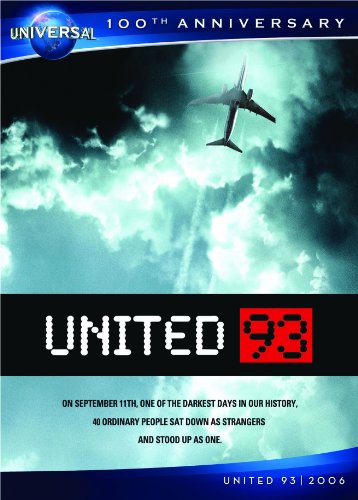 UNIVERSAL
100TH ANNIVERSARY
UNITED 93
ON SEPTEMBER 11TH, ONE OF THE DARKEST DAYS IN OUR HISTORY,
40 ORDINARY PEOPLE SAT DOWN AS STRANGERS
AND STOOD UP AS ONE.
UNITED 93|2006